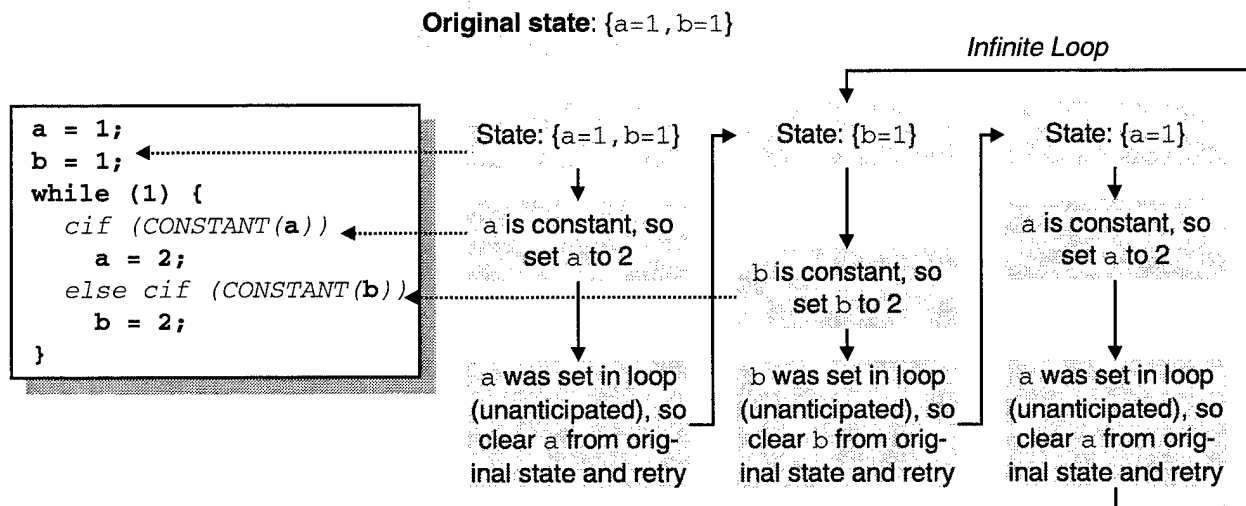 Original state: {a=1,b=1}
Infinite Loop
a = 1;
b = 1;
while (1) {
cif (CONSTANT(a))
a = 2;
else cif (CONSTANT(b))
b = 2;
}
State: {a=1,b=1}
a is constant, so
set a to 2
a was set in loop
(unanticipated), so
clear a from orig-
inal state and retry
State: {b=1}
b is constant, so
set b to 2
b was set in loop
(unanticipated), so
clear b from orig-
inal state and retry
State: {a=1}
a is constant, so
set a to 2
a was set in loop
(unanticipated), so
clear a from orig-
inal state and retry